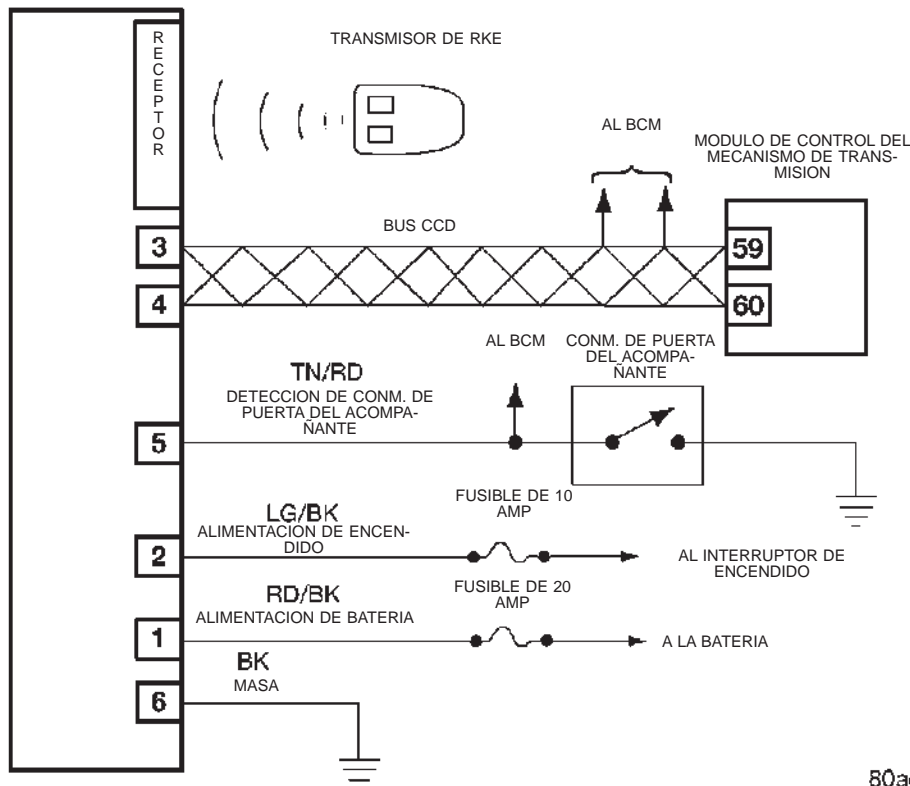 RECEPTOR
TRANSMISOR DE RKE
AL BCM
MODULO DE CONTROL DEL
MECANISMO DE TRANS-
MISION
BUS CCD
3
59
4
60
AL BCM
CONM. DE PUERTA
DEL ACOMPA-
ÑANTE
TN/RD
DETECCION DE CONM. DE
PUERTA DEL ACOMPA-
ÑANTE
5
FUSIBLE DE 10
AMP
LG/BK
ALIMENTACION DE ENCEN-
DIDO
2
AL INTERRUPTOR DE
ENCENDIDO
FUSIBLE DE 20
AMP
RD/BK
ALIMENTACION DE BATERIA
1
A LA BATERIA
BK
MASA
6